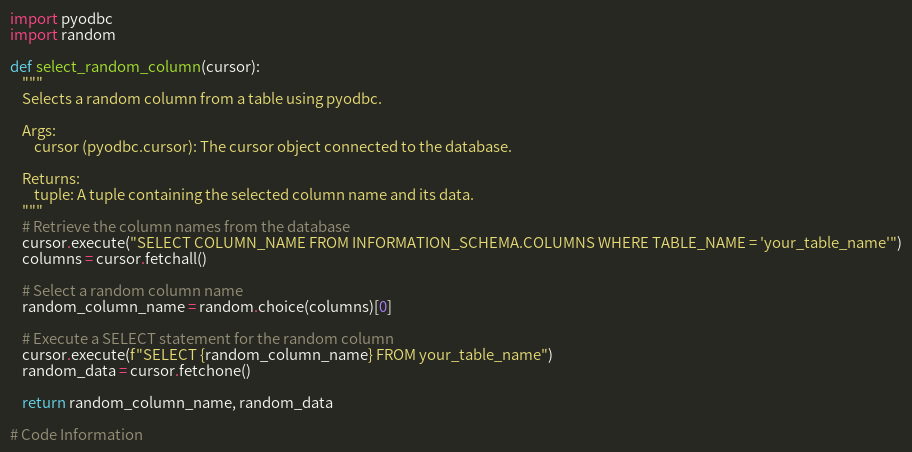 import pyodbc
import random
def select_random_column(cursor):
"""
Selects a random column from a table using pyodbc.
Args:
cursor (pyodbc.cursor): The cursor object connected to the database.
Returns:
tuple: A tuple containing the selected column name and its data.
"""
# Retrieve the column names from the database
cursor.execute("SELECT COLUMN_NAME FROM INFORMATION_SCHEMA.COLUMNS WHERE TABLE_NAME = 'your_table_name'")
columns = cursor.fetchall()
# Select a random column name
random_column_name = random.choice(columns)[0]
# Execute a SELECT statement for the random column
cursor.execute(f"SELECT {random_column_name} FROM your_table_name")
random_data = cursor.fetchone()
return random_column_name, random_data
# Code Information